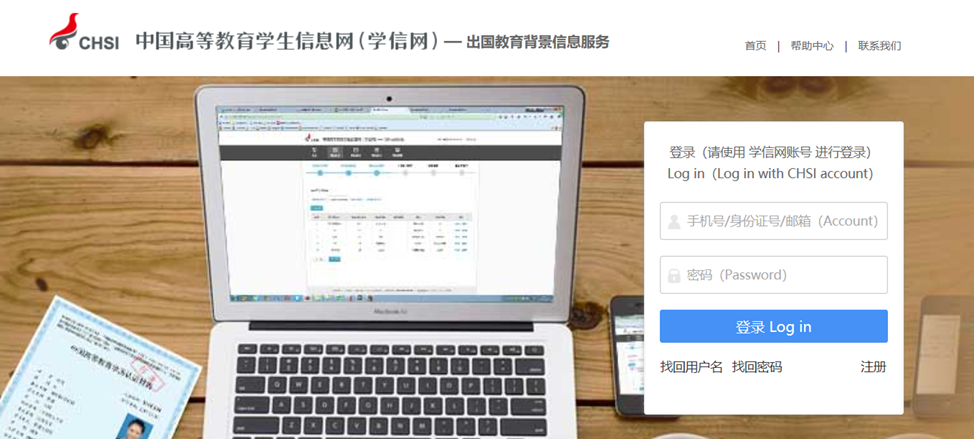 CHSI 中国高等教育学生信息网（学信网）— 出国教育背景信息服务
首页 | 帮助中心 | 联系我们
登录（请使用 学信网账号 进行登录）
Log in（Log in with CHSI account）
手机号/身份证号/邮箱（Account）
密码（Password）
登录 Log in
找回用户名 找回密码 注册
MacBook Air